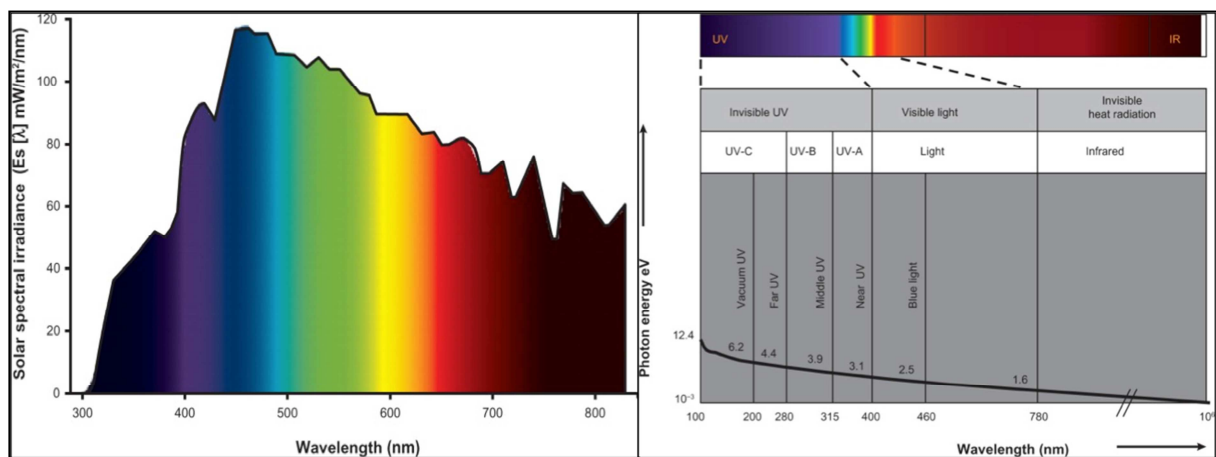 Solar spectral irradiance (Es [λ] mW/m²/nm)
120
100
80
60
40
20
0
300
400
500
600
700
800
Wavelength (nm)
UV
IR
Invisible UV
Visible light
Invisible
heat radiation
UV-C
UV-B
UV-A
Light
Infrared
Photon energy eV
Vacuum UV
Far UV
Middle UV
Near UV
Blue light
12.4
6.2
4.4
3.9
3.1
2.5
1.6
10⁻³
100
200
280
315
400
460
780
10⁶
Wavelength (nm)